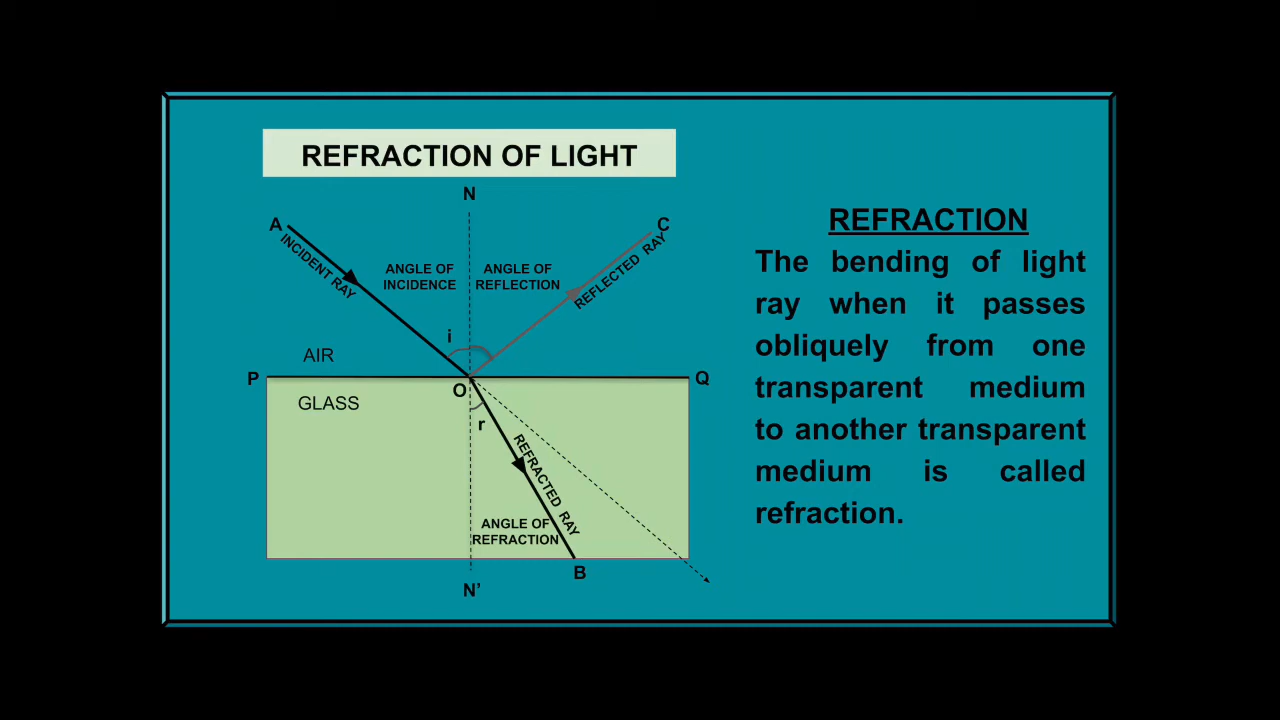 REFRACTION OF LIGHT
N
A
C
INCIDENT RAY
ANGLE OF
INCIDENCE
ANGLE OF
REFLECTION
REFLECTED RAY
i
AIR
P
Q
O
GLASS
r
REFRACTED RAY
ANGLE OF
REFRACTION
B
N’
REFRACTION
The bending of light
ray when it passes
obliquely from one
transparent medium
to another transparent
medium is called
refraction.